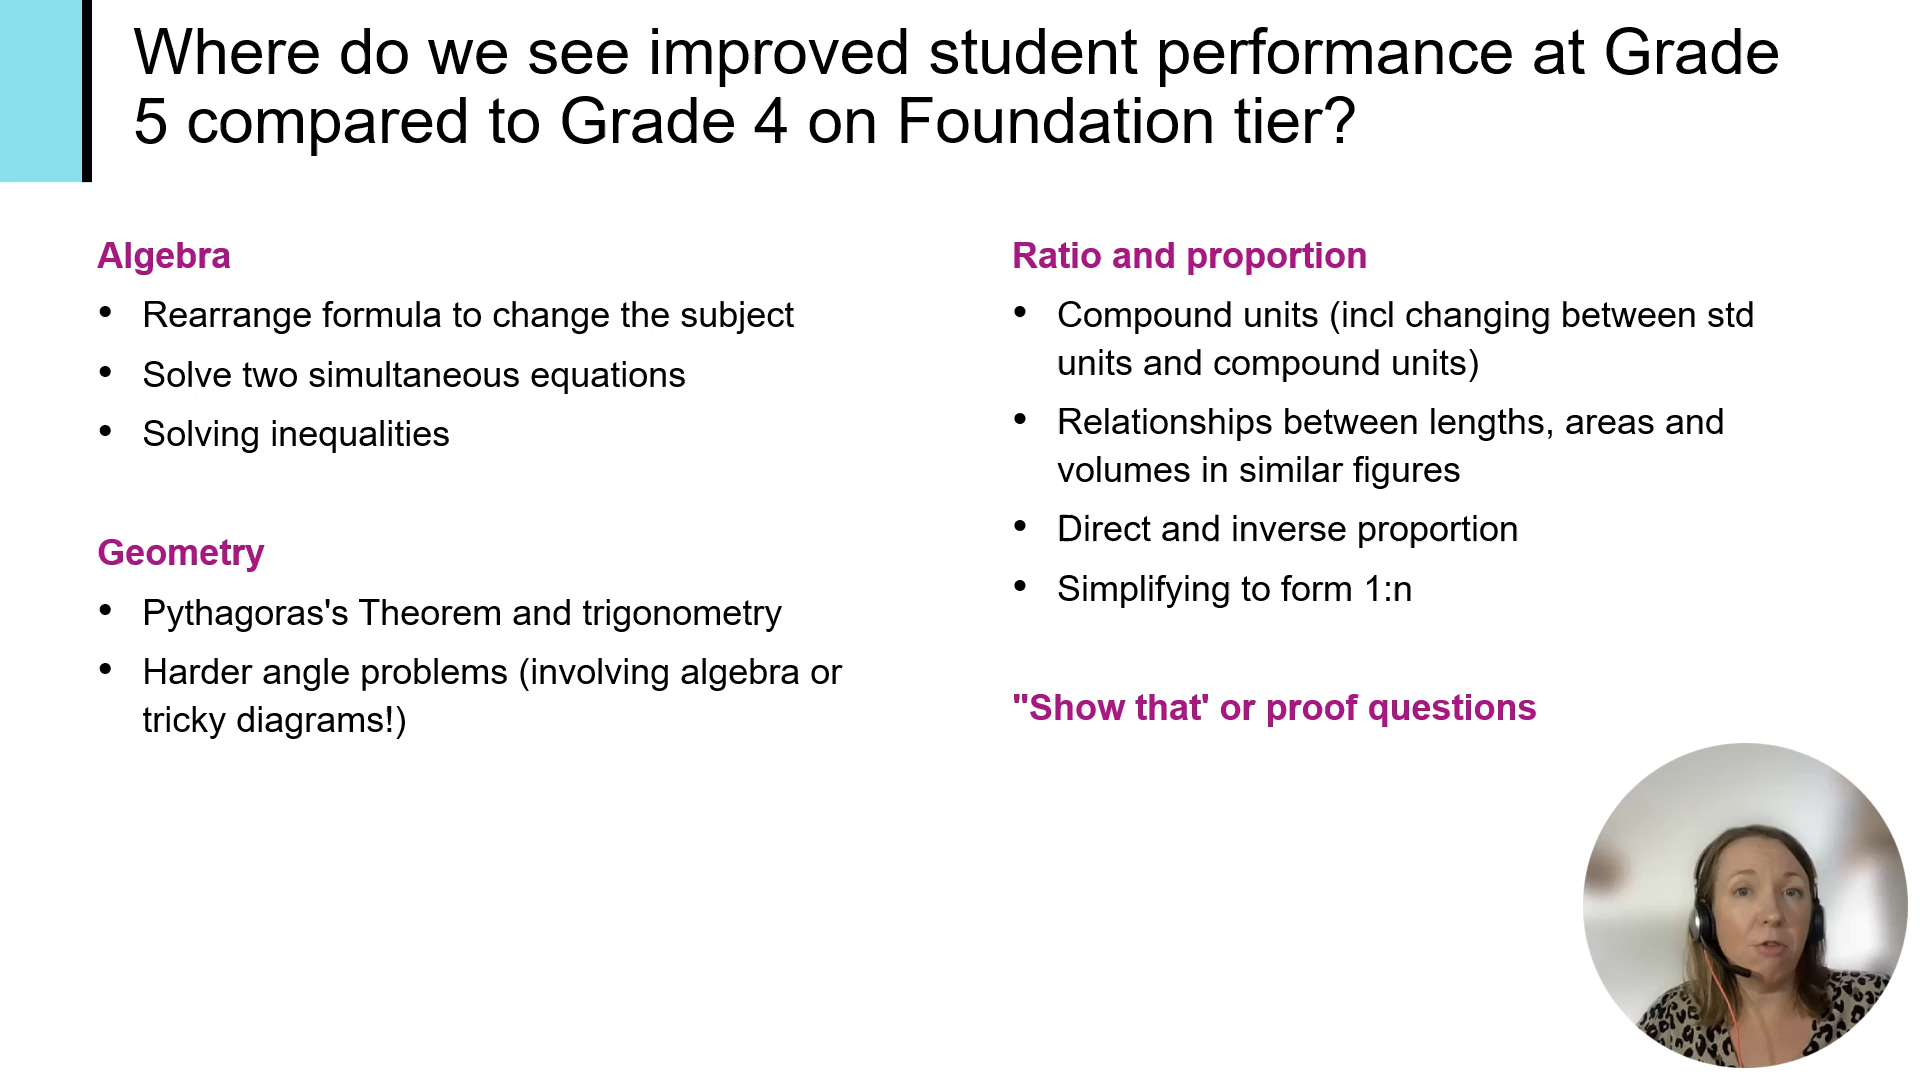 Where do we see improved student performance at Grade
5 compared to Grade 4 on Foundation tier?
Algebra
• Rearrange formula to change the subject
• Solve two simultaneous equations
• Solving inequalities
Geometry
• Pythagoras's Theorem and trigonometry
• Harder angle problems (involving algebra or
tricky diagrams!)
Ratio and proportion
• Compound units (incl changing between std
units and compound units)
• Relationships between lengths, areas and
volumes in similar figures
• Direct and inverse proportion
• Simplifying to form 1:n
"Show that' or proof questions